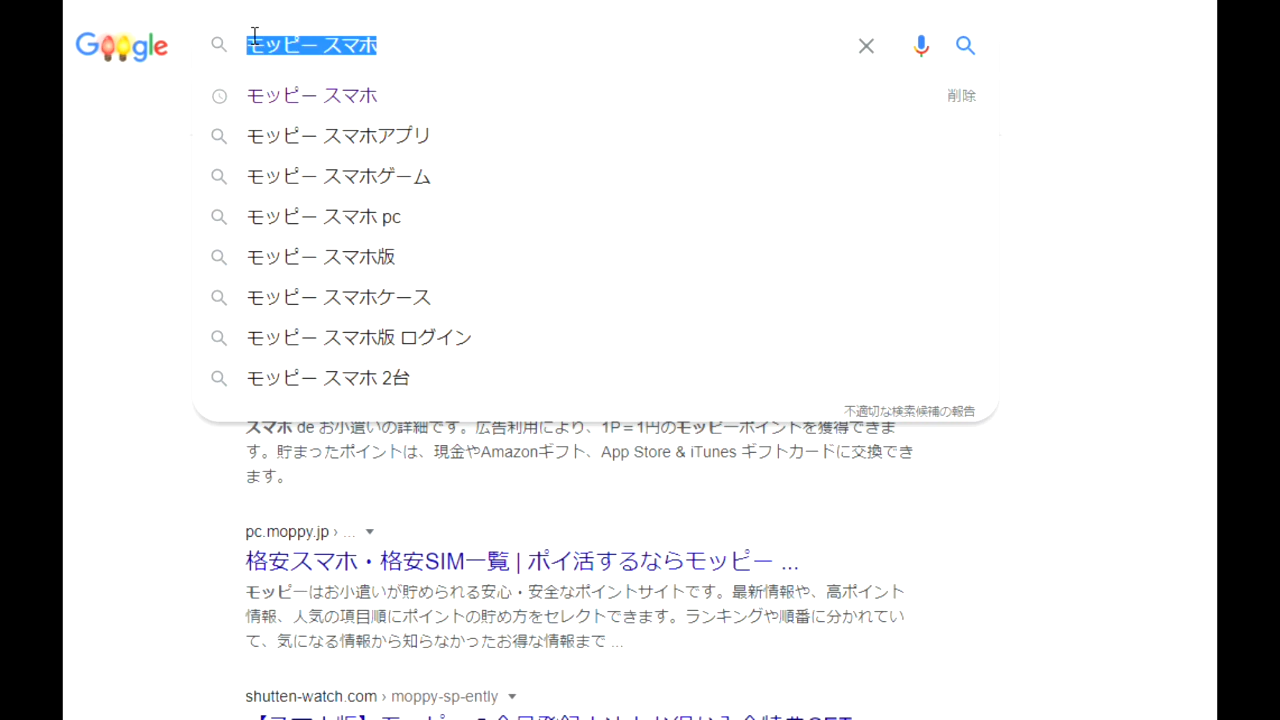 Google
モッピー スマホ
モッピー スマホ 削除
モッピー スマホアプリ
モッピー スマホゲーム
モッピー スマホ pc
モッピー スマホ版
モッピー スマホケース
モッピー スマホ版 ログイン
モッピー スマホ 2台
不適切な検索候補の報告
スマホ de お小遣いの詳細です。広告利用により、1P＝1円のモッピーポイントを獲得できま
す。貯まったポイントは、現金やAmazonギフト、App Store & iTunes ギフトカードに交換でき
ます。
pc.moppy.jp › ...
格安スマホ・格安SIM一覧 | ポイ活するならモッピー ...
モッピーはお小遣いが貯められる安心・安全なポイントサイトです。最新情報や、高ポイント
情報、人気の項目順にポイントの貯め方をセレクトできます。ランキングや順番に分かれてい
て、気になる情報から知らなかったお得な情報まで ...
shutten-watch.com › moppy-sp-ently